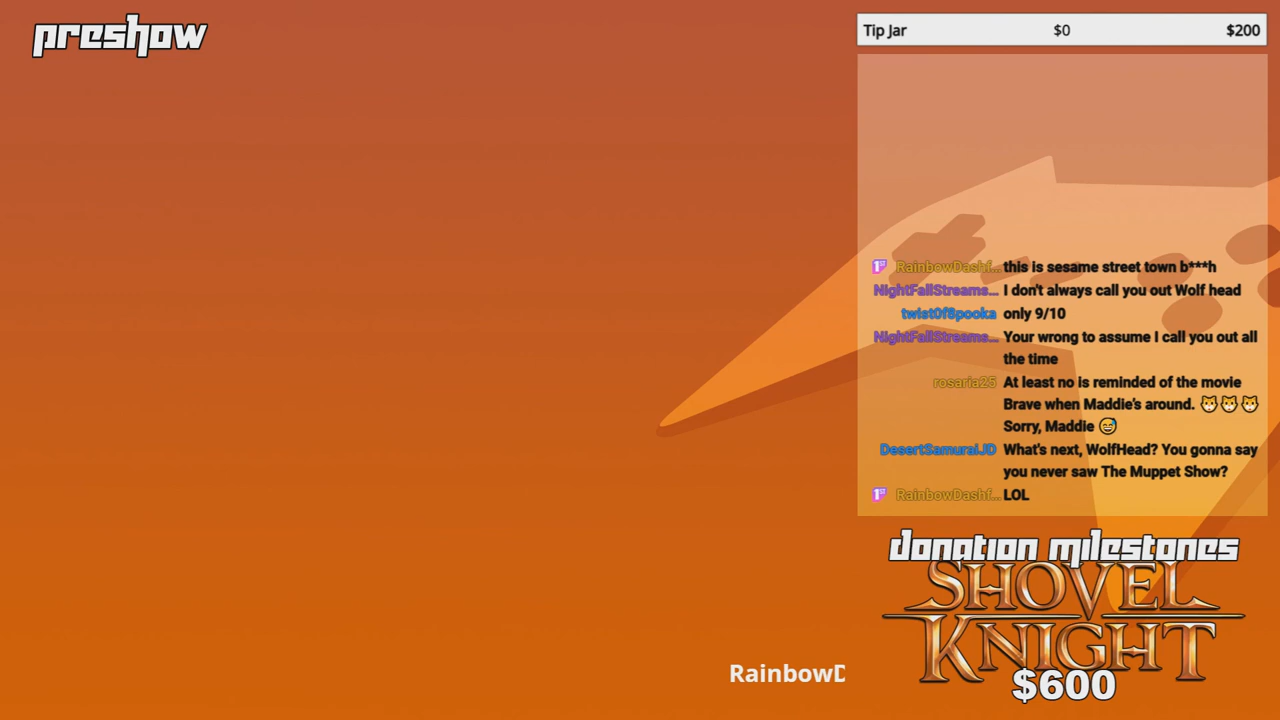 preshow
Tip Jar $0 $200
RainbowDashf... this is sesame street town b***h
NightFallStreams... I don't always call you out Wolf head
twist0f8pooka only 9/10
NightFallStreams... Your wrong to assume I call you out all
the time
rosaria25 At least no is reminded of the movie
Brave when Maddie's around.
Sorry, Maddie
DesertSamuraiJD What's next, WolfHead? You gonna say
you never saw The Muppet Show?
RainbowDashf... LOL
donation milestones
SHOVEL
KNIGHT
$600
RainbowD